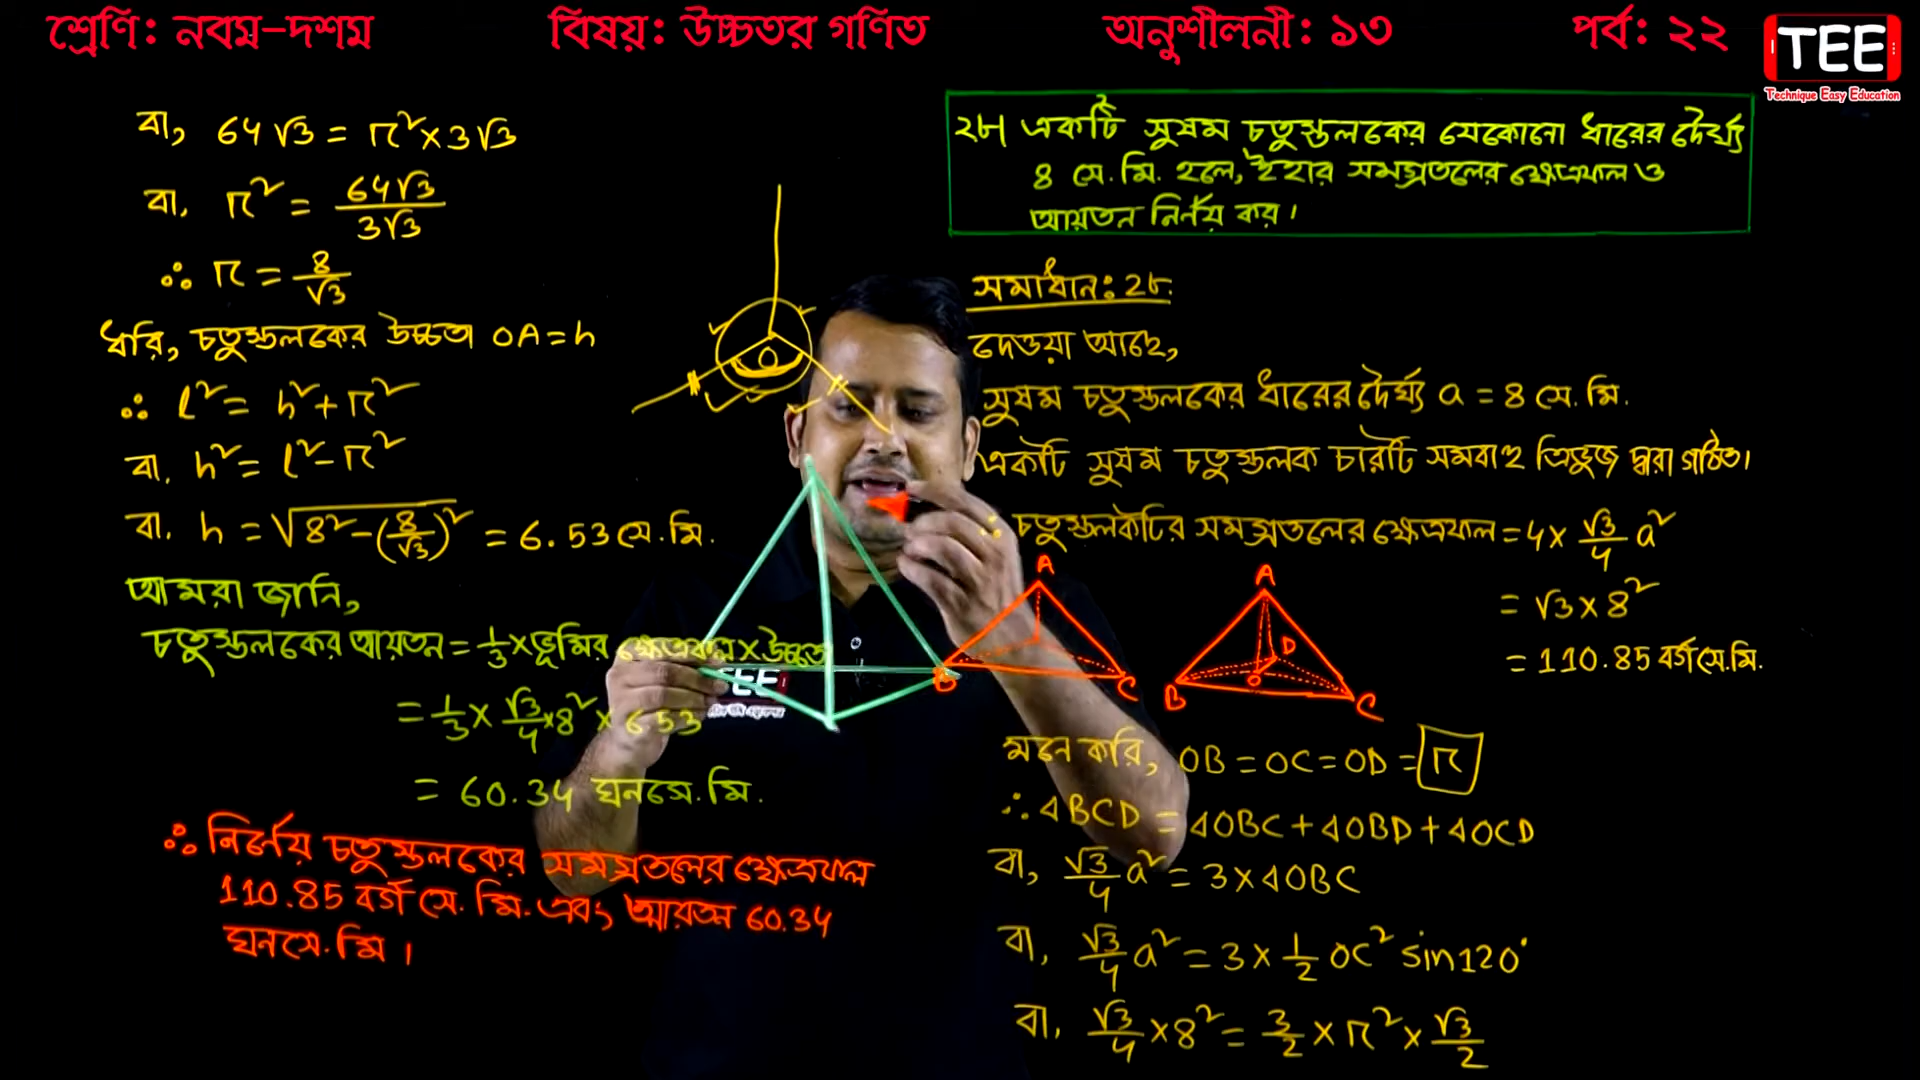 শ্রেণি: নবম-দশম
বিষয়: উচ্চতর গণিত
অনুশীলনী: ১৩
পর্ব: ২২
TEE
Technique Easy Education
২৮। একটি সুষম চতুস্তলকের যেকোনো ধারের দৈর্ঘ্য
৪ সে. মি. হলে, ইহার সমগ্রতলের ক্ষেত্রফল ও
আয়তন নির্ণয় কর।
সমাধান: ২৮
দেওয়া আছে,
সুষম চতুস্তলকের ধারের দৈর্ঘ্য a = 8 সে. মি.
একটি সুষম চতুস্তলক চারটি সমবাহু ত্রিভুজ দ্বারা গঠিত।
∴ চতুস্তলকটির সমগ্রতলের ক্ষেত্রফল = 4 × √3/4 a²
= √3 × 8²
= 110.85 বর্গ সে.মি.
A
B
C
A
B
C
D
O
মনে করি, OB = OC = OD = r
∴ ΔBCD = ΔOBC + ΔOBD + ΔOCD
বা, √3/4 a² = 3 × ΔOBC
বা, √3/4 a² = 3 × 1/2 OC² sin120°
বা, √3/4 × 8² = 3/2 × r² × √3/2
বা, 64√3 = r² × 3√3
বা, r² = 64√3/3√3
∴ r = 8/√3
ধরি, চতুস্তলকের উচ্চতা OA = h
∴ l² = h² + r²
বা, h² = l² - r²
বা, h = √8² - (8/√3)² = 6.53 সে. মি.
আমরা জানি,
চতুস্তলকের আয়তন = 1/3 × ভূমির ক্ষেত্রফল × উচ্চতা
= 1/3 × √3/4 × 8² × 6.53
= 60.34 ঘনসে. মি.
∴ নির্ণেয় চতুস্তলকের সমগ্রতলের ক্ষেত্রফল
110.85 বর্গ সে. মি. এবং আয়তন 60.34
ঘনসে. মি।
TEE